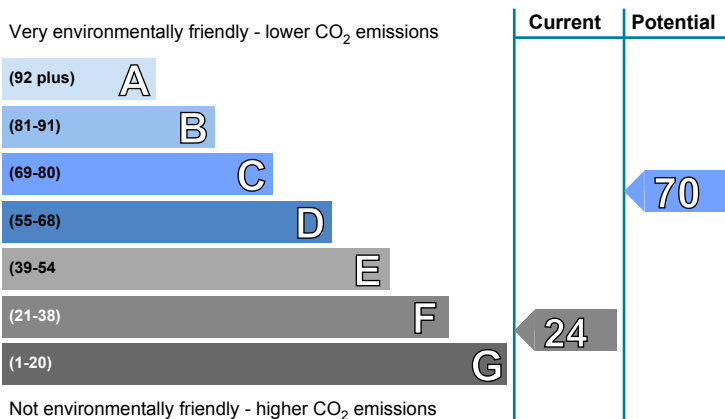 Very environmentally friendly - lower CO2 emissions
Current
Potential
(92 plus) A
(81-91) B
(69-80) C
70
(55-68) D
(39-54 E
(21-38) F
24
(1-20) G
Not environmentally friendly - higher CO2 emissions